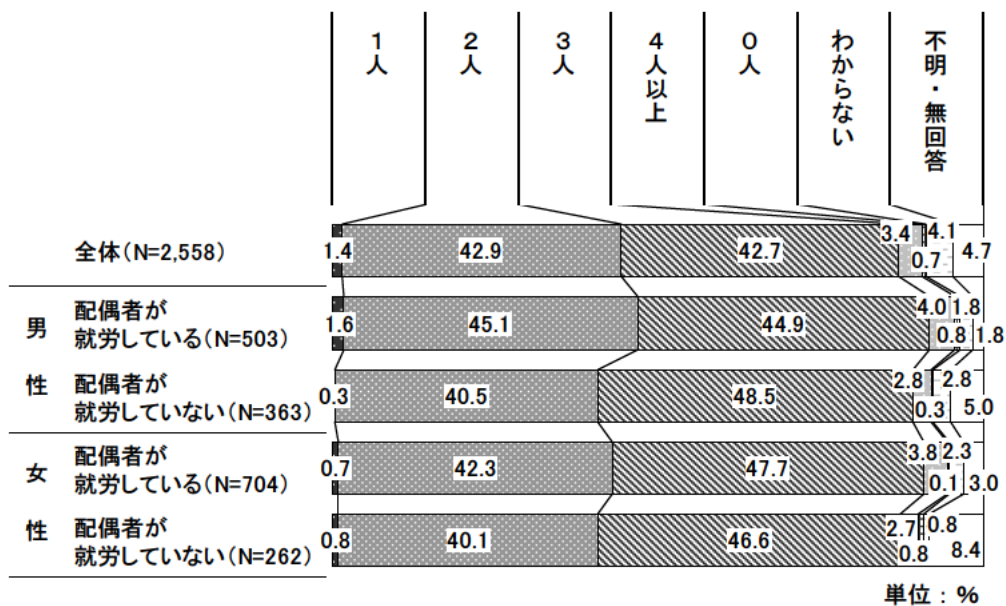 1人
2人
3人
4人以上
0人
わからない
不明・無回答
全体(N=2,558)
1.4 42.9 42.7 3.4 0.7 4.1 4.7
男性
配偶者が
就労している(N=503)
1.6 45.1 44.9 4.0 0.8 1.8 1.8
配偶者が
就労していない(N=363)
0.3 40.5 48.5 2.8 0.3 2.8 5.0
女性
配偶者が
就労している(N=704)
0.7 42.3 47.7 3.8 0.1 2.3 3.0
配偶者が
就労していない(N=262)
0.8 40.1 46.6 2.7 0.8 0.8 8.4
単位:%